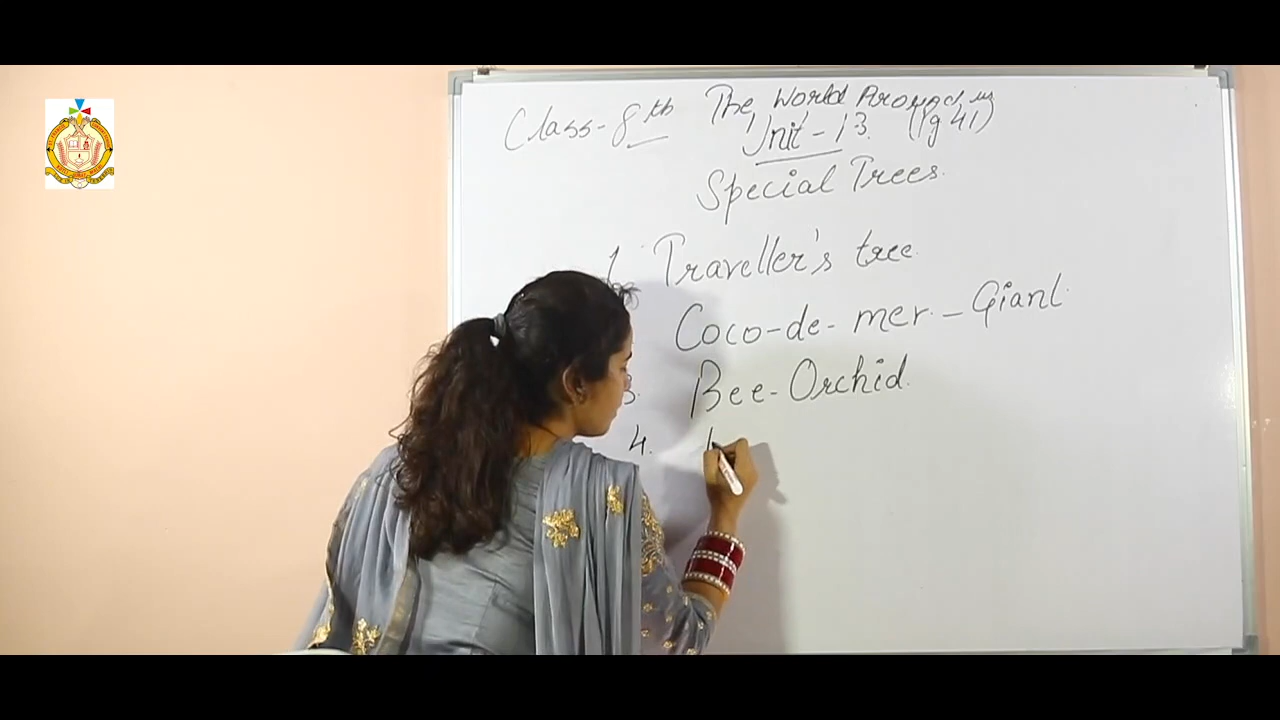 Class - 8th The World Around us
Unit - 13. (Pg 41)
Special Trees.
1. Traveller's tree.
Coco-de-mer. - Giant.
3. Bee-Orchid.
4.